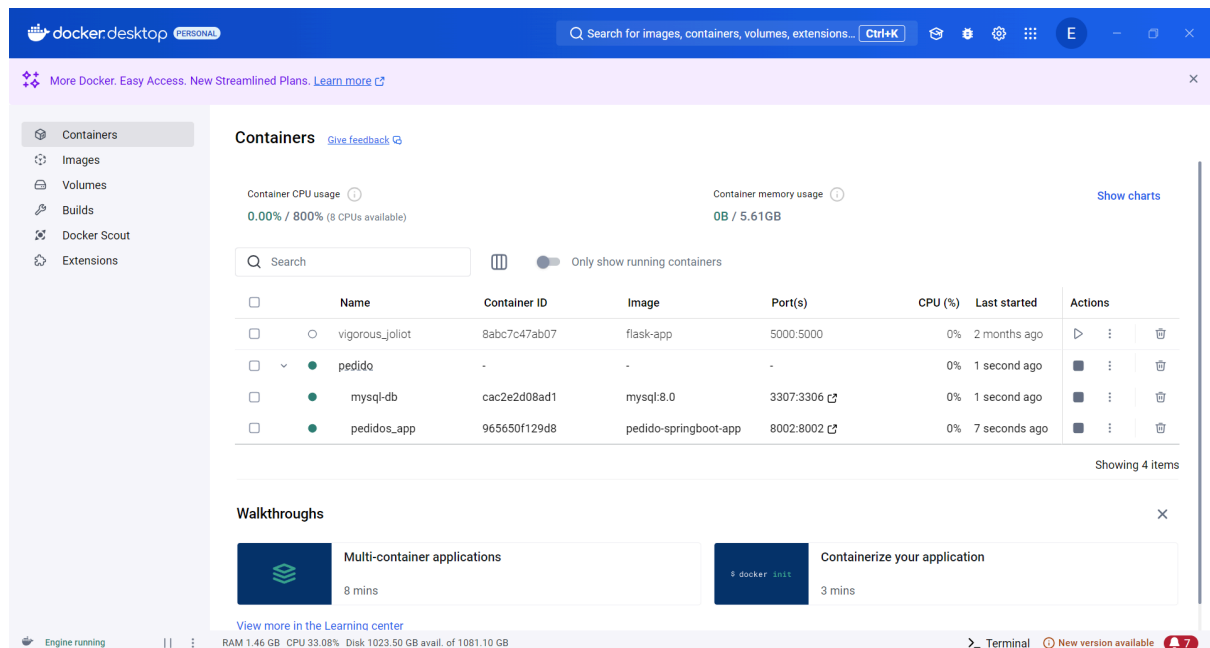 docker.desktop PERSONAL Search for images, containers, volumes, extensions... Ctrl+K E
More Docker. Easy Access. New Streamlined Plans. Learn more
Containers
Images
Volumes
Builds
Docker Scout
Extensions
Containers Give feedback
Container CPU usage
0.00% / 800% (8 CPUs available)
Container memory usage
0B / 5.61GB
Show charts
Search Only show running containers
Name Container ID Image Port(s) CPU (%) Last started Actions
vigorous_joliot 8abc7c47ab07 flask-app 5000:5000 0% 2 months ago
pedido - - - 0% 1 second ago
mysql-db cac2e2d08ad1 mysql:8.0 3307:3306 0% 1 second ago
pedidos_app 965650f129d8 pedido-springboot-app 8002:8002 0% 7 seconds ago
Showing 4 items
Walkthroughs
Multi-container applications
8 mins
$ docker init
Containerize your application
3 mins
View more in the Learning center
Engine running RAM 1.46 GB CPU 33.08% Disk 1023.50 GB avail. of 1081.10 GB >_ Terminal New version available 7